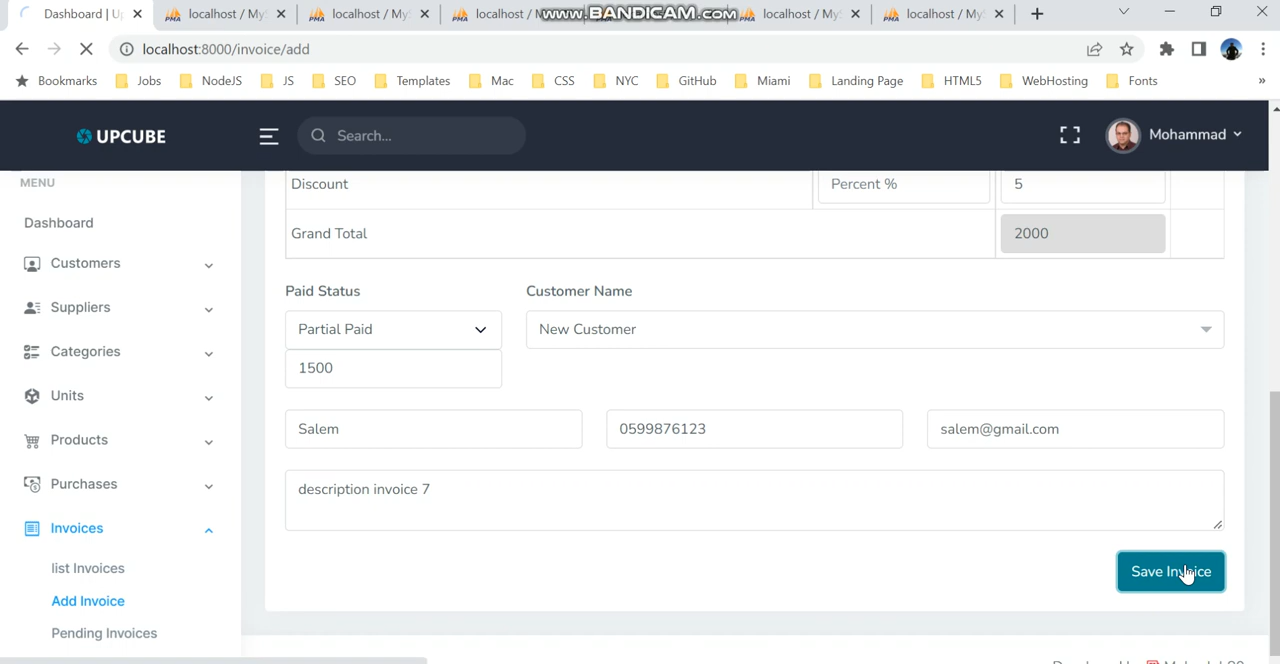 Dashboard | U
localhost / My
localhost / My
localhost / M
www.BANDICAM.com
localhost / My
localhost / My
localhost:8000/invoice/add
Bookmarks
Jobs
NodeJS
JS
SEO
Templates
Mac
CSS
NYC
GitHub
Miami
Landing Page
HTML5
WebHosting
Fonts
»
UPCUBE
Search...
Mohammad
MENU
Dashboard
Customers
Suppliers
Categories
Units
Products
Purchases
Invoices
list Invoices
Add Invoice
Pending Invoices
Discount
Percent %
5
Grand Total
2000
Paid Status
Customer Name
Partial Paid
New Customer
1500
Salem
0599876123
salem@gmail.com
description invoice 7
Save Invoice